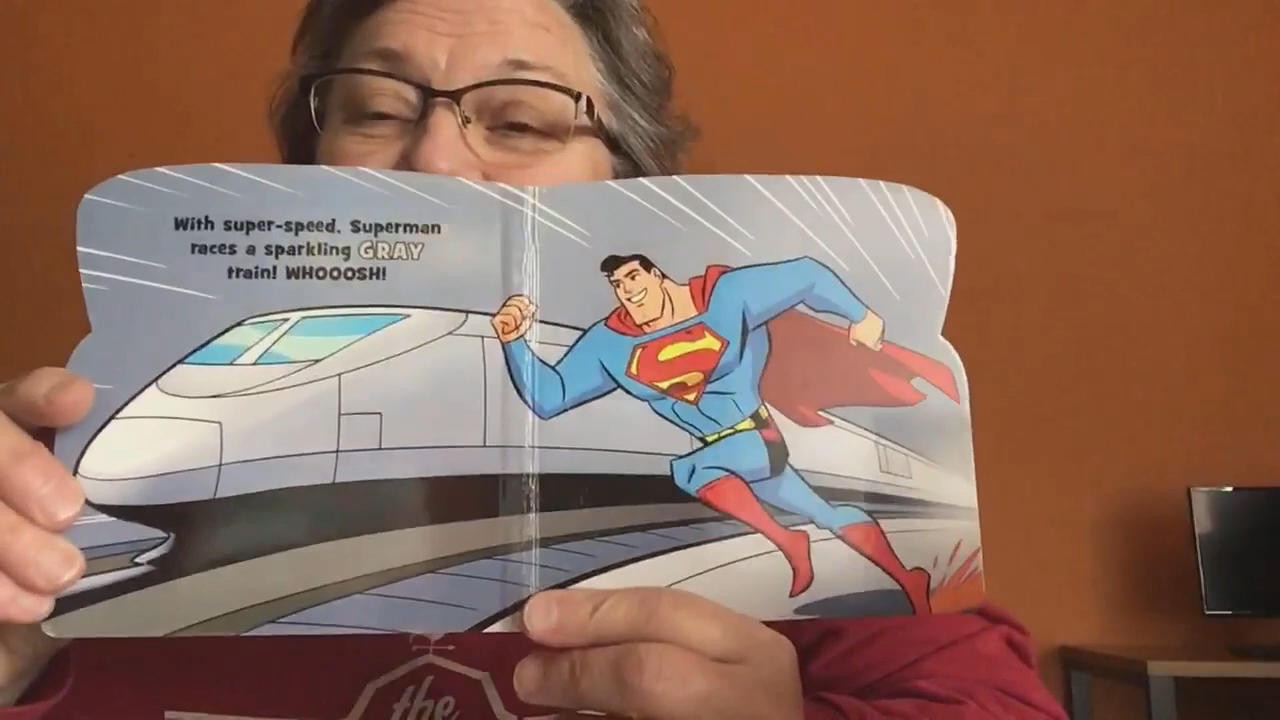 With super-speed, Superman
races a sparkling GRAY
train! WHOOOSH!
S
the